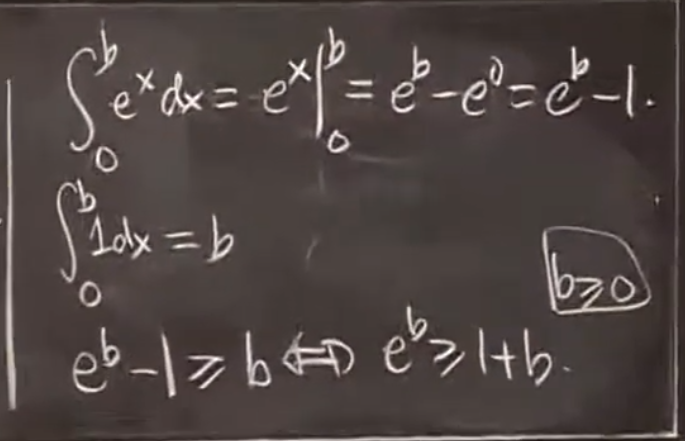 ∫₀ᵇ eˣ dx = eˣ|₀ᵇ = eᵇ - e⁰ = eᵇ - 1.
∫₀ᵇ 1dx = b
b ⩾ 0
eᵇ - 1 ⩾ b ⟺ eᵇ ⩾ 1 + b.